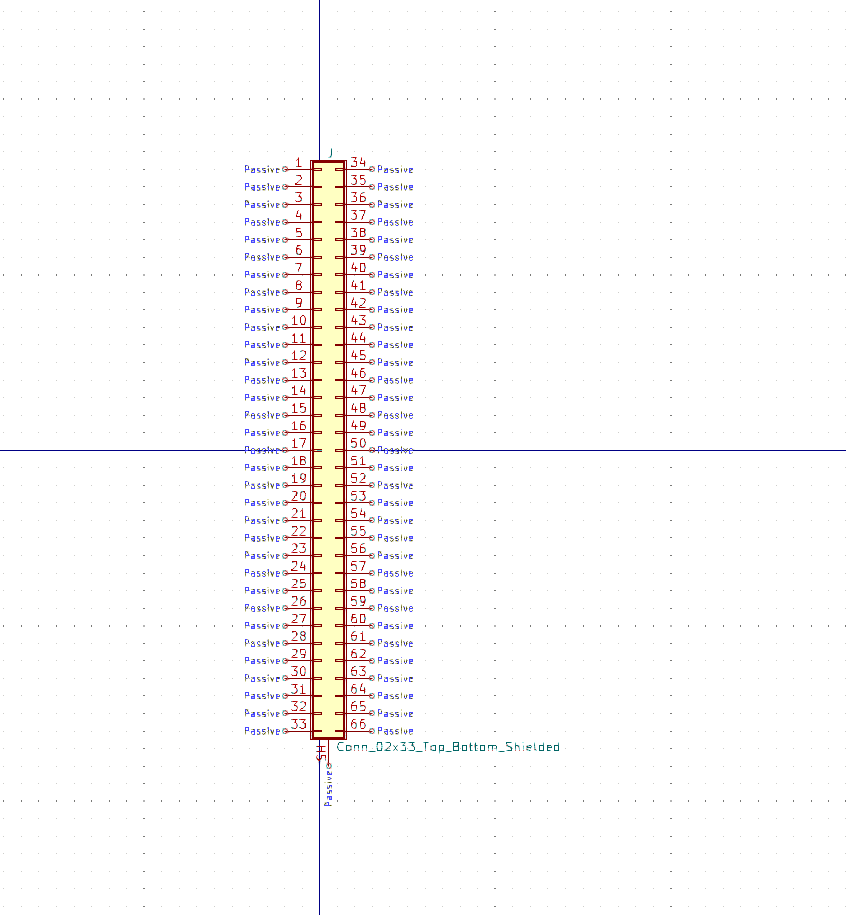 J
Passive 1 34 Passive
Passive 2 35 Passive
Passive 3 36 Passive
Passive 4 37 Passive
Passive 5 38 Passive
Passive 6 39 Passive
Passive 7 40 Passive
Passive 8 41 Passive
Passive 9 42 Passive
Passive 10 43 Passive
Passive 11 44 Passive
Passive 12 45 Passive
Passive 13 46 Passive
Passive 14 47 Passive
Passive 15 48 Passive
Passive 16 49 Passive
Passive 17 50 Passive
Passive 18 51 Passive
Passive 19 52 Passive
Passive 20 53 Passive
Passive 21 54 Passive
Passive 22 55 Passive
Passive 23 56 Passive
Passive 24 57 Passive
Passive 25 58 Passive
Passive 26 59 Passive
Passive 27 60 Passive
Passive 28 61 Passive
Passive 29 62 Passive
Passive 30 63 Passive
Passive 31 64 Passive
Passive 32 65 Passive
Passive 33 66 Passive
SH
Conn_02x33_Top_Bottom_Shielded
Passive